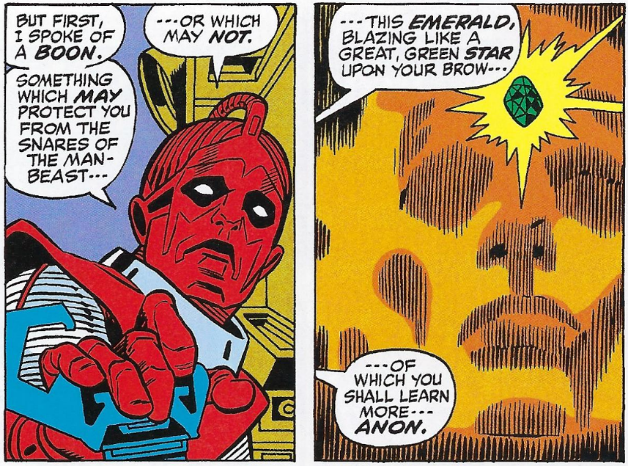 BUT FIRST,
I SPOKE OF
A BOON.
SOMETHING
WHICH MAY
PROTECT YOU
FROM THE
SNARES OF
THE MAN-
BEAST---
---OR WHICH
MAY NOT.
---THIS EMERALD,
BLAZING LIKE A
GREAT, GREEN STAR
UPON YOUR BROW---
---OF
WHICH YOU
SHALL LEARN
MORE---
ANON.